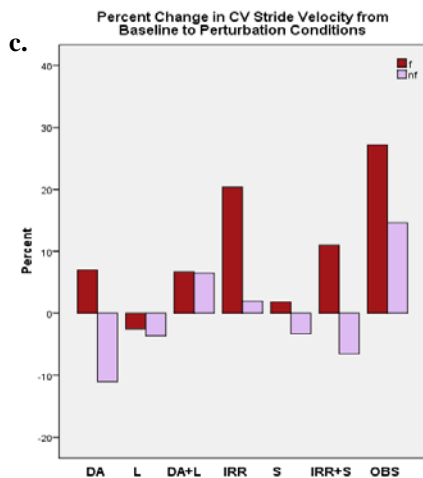 c.
Percent Change in CV Stride Velocity from
Baseline to Perturbation Conditions
f
nf
Percent
40
30
20
10
0
-10
-20
DA L DA+L IRR S IRR+S OBS